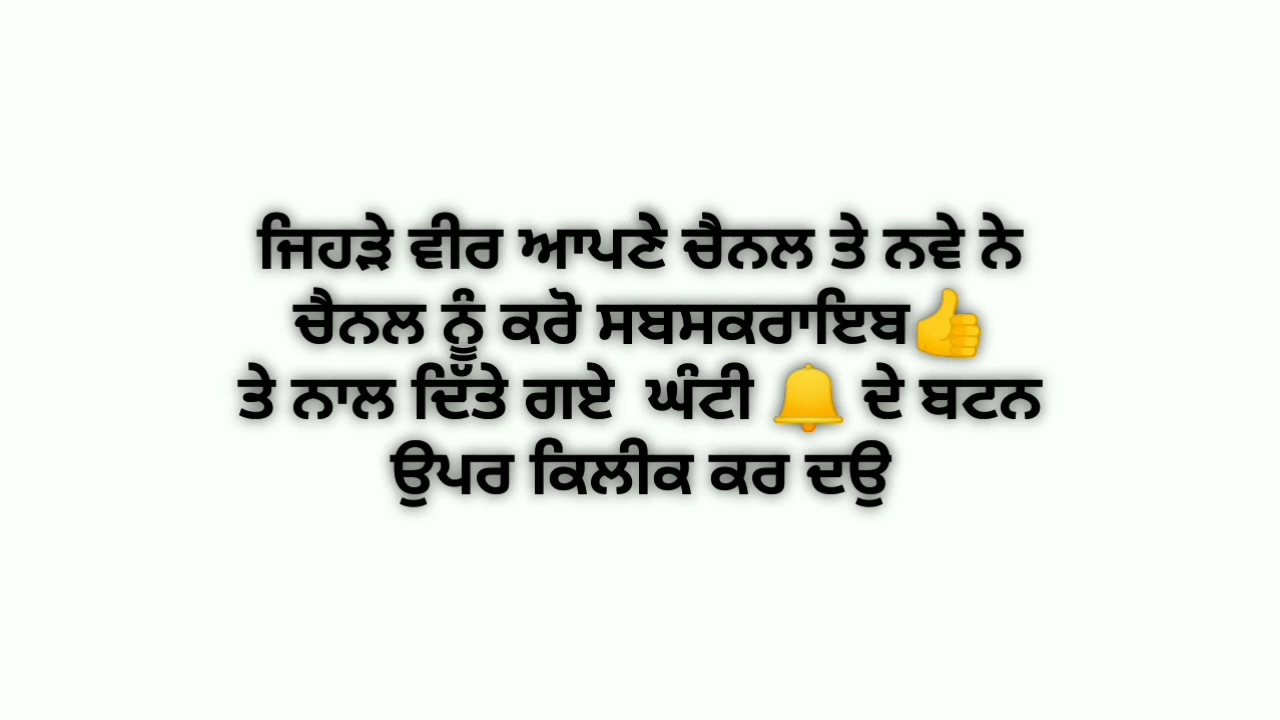 ਜਿਹੜੇ ਵੀਰ ਆਪਣੇ ਚੈਨਲ ਤੇ ਨਵੇ ਨੇ
ਚੈਨਲ ਨੂੰ ਕਰੋ ਸਬਸਕਰਾਇਬ👍
ਤੇ ਨਾਲ ਦਿੱਤੇ ਗਏ  ਘੰਟੀ 🔔 ਦੇ ਬਟਨ
ਉਪਰ ਕਿਲੀਕ ਕਰ ਦਉ